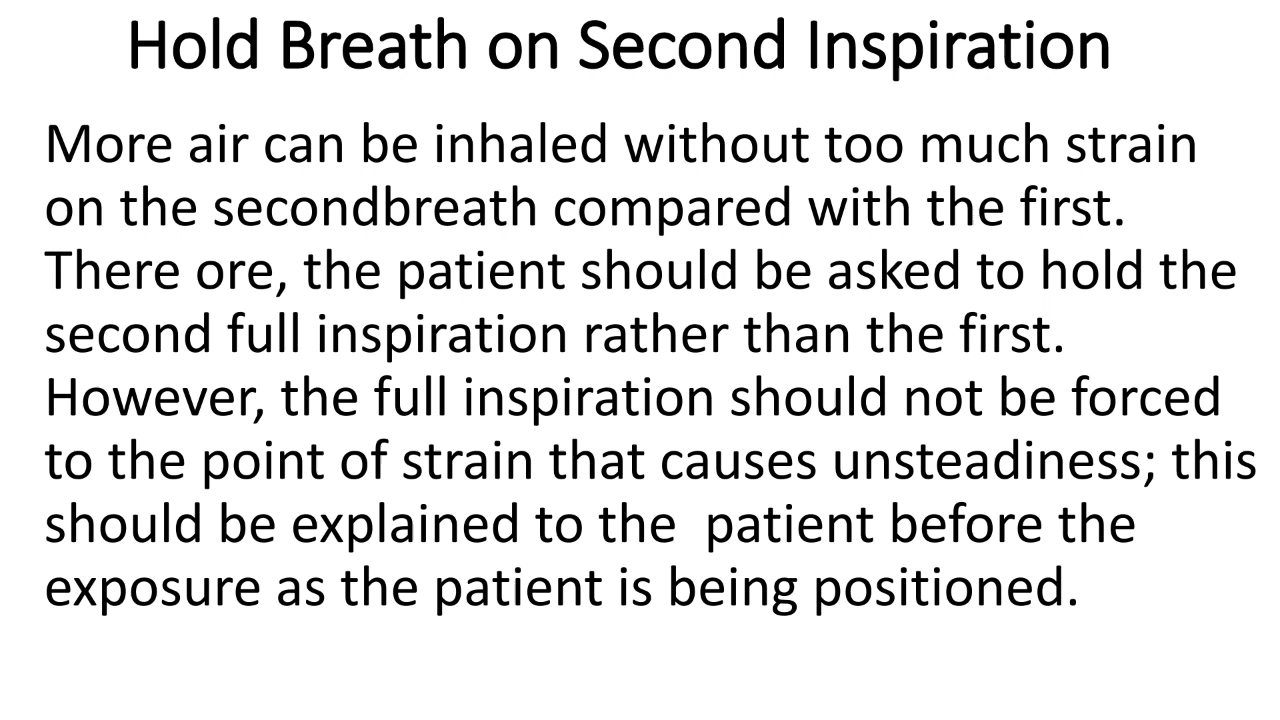 Hold Breath on Second Inspiration
More air can be inhaled without too much strain
on the secondbreath compared with the first.
There ore, the patient should be asked to hold the
second full inspiration rather than the first.
However, the full inspiration should not be forced
to the point of strain that causes unsteadiness; this
should be explained to the  patient before the
exposure as the patient is being positioned.